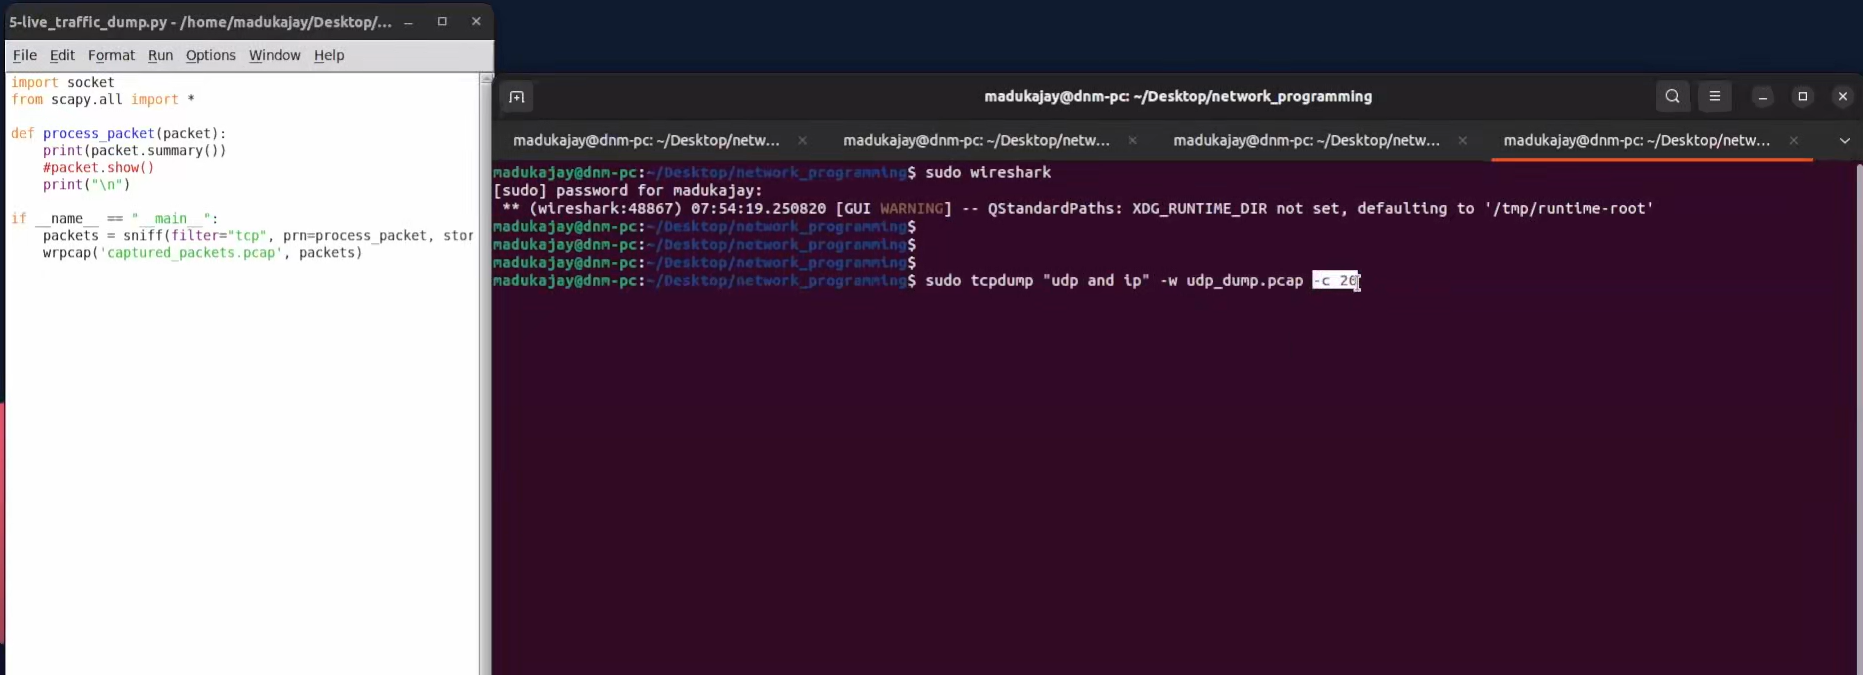 5-live_traffic_dump.py - /home/madukajay/Desktop/...
File Edit Format Run Options Window Help
import socket
from scapy.all import *
def process_packet(packet):
    print(packet.summary())
    #packet.show()
    print("\n")
if __name__ == "__main__":
    packets = sniff(filter="tcp", prn=process_packet, stor
    wrpcap('captured_packets.pcap', packets)
madukajay@dnm-pc: ~/Desktop/network_programming
madukajay@dnm-pc: ~/Desktop/netw... madukajay@dnm-pc: ~/Desktop/netw... madukajay@dnm-pc: ~/Desktop/netw... madukajay@dnm-pc: ~/Desktop/netw...
madukajay@dnm-pc:~/Desktop/network_programming$ sudo wireshark
[sudo] password for madukajay:
 ** (wireshark:48867) 07:54:19.250820 [GUI WARNING] -- QStandardPaths: XDG_RUNTIME_DIR not set, defaulting to '/tmp/runtime-root'
madukajay@dnm-pc:~/Desktop/network_programming$
madukajay@dnm-pc:~/Desktop/network_programming$
madukajay@dnm-pc:~/Desktop/network_programming$
madukajay@dnm-pc:~/Desktop/network_programming$ sudo tcpdump "udp and ip" -w udp_dump.pcap -c 20